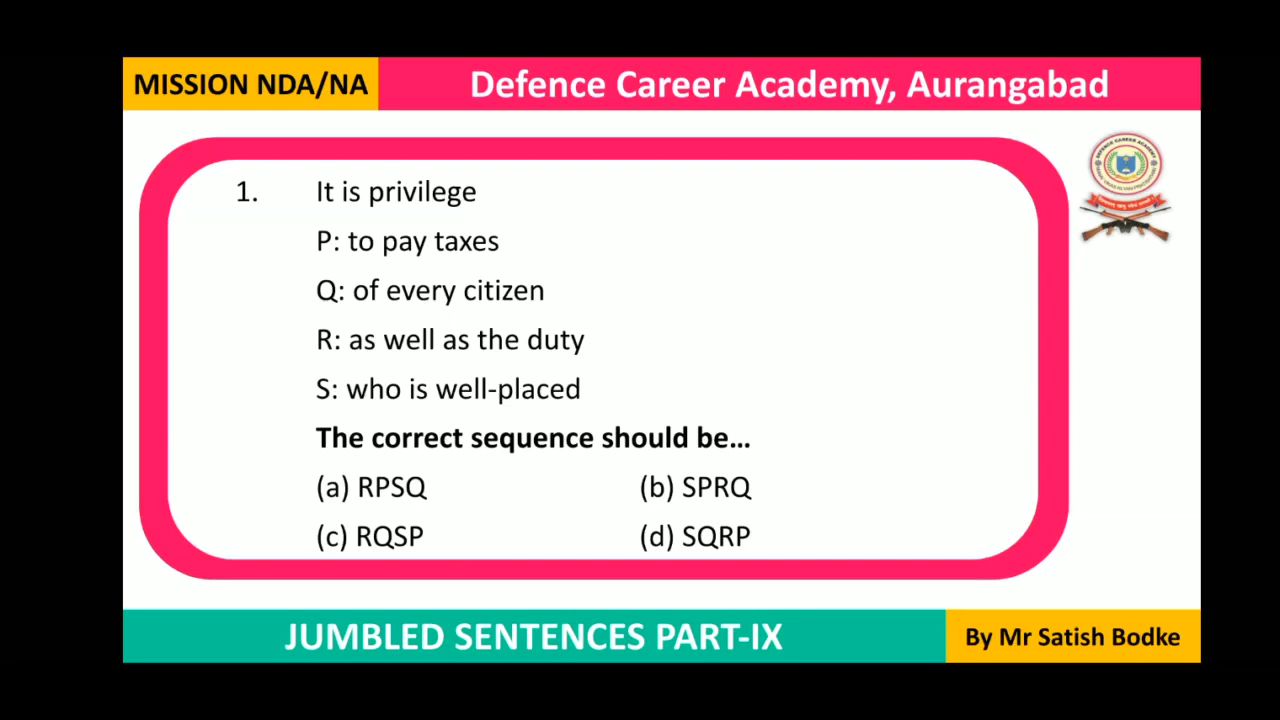 MISSION NDA/NA
Defence Career Academy, Aurangabad
1. It is privilege
P: to pay taxes
Q: of every citizen
R: as well as the duty
S: who is well-placed
The correct sequence should be...
(a) RPSQ (b) SPRQ
(c) RQSP (d) SQRP
JUMBLED SENTENCES PART-IX
By Mr Satish Bodke